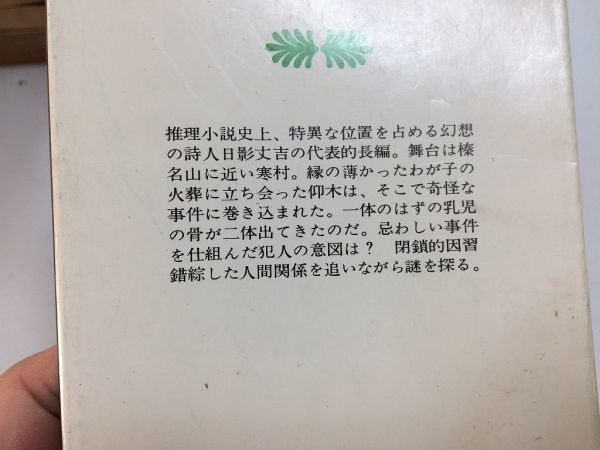 推理小説史上、特異な位置を占める幻想
の詩人日影丈吉の代表的長編。舞台は榛
名山に近い寒村。縁の薄かったわが子の
火葬に立ち会った仰木は、そこで奇怪な
事件に巻き込まれた。一体のはずの乳児
の骨が二体出てきたのだ。忌わしい事件
を仕組んだ犯人の意図は? 閉鎖的因習
錯綜した人間関係を追いながら謎を探る。